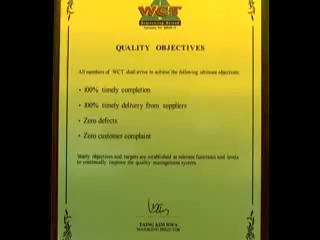 WCT
QUALITY OBJECTIVES
All members of WCT shall strive to achieve the following ultimate objectives:
• 100% timely completion
• 100% timely delivery from suppliers
• Zero defects
• Zero customer complaint
Yearly objectives and targets are established at relevant functions and levels
to continually improve the quality management system.
MANAGING DIRECTOR